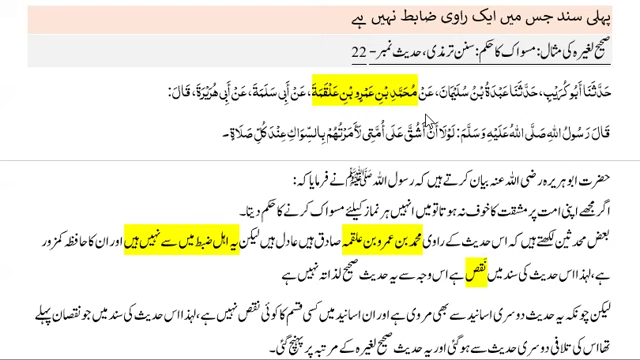 پہلی سند جس میں ایک راوی ضابط نہیں ہے
صحیح لغیرہ کی مثال: مسواک کا حکم: سنن ترمذی، حدیث نمبر- 22
حَدَّثَنَا أَبُو كُرَيْبٍ، حَدَّثَنَا عَبْدَةُ بْنُ سُلَيْمَانَ، عَنْ مُحَمَّدِ بْنِ عَمْرِو بْنِ عَلْقَمَةَ، عَنْ أَبِي سَلَمَةَ، عَنْ أَبِي هُرَيْرَةَ، قَالَ:
قَالَ رَسُولُ اللهِ صَلَّى اللهُ عَلَيْهِ وَسَلَّمَ: لَوْلَا أَنْ أَشُقَّ عَلَى أُمَّتِي لَأَمَرْتُهُمْ بِالسِّوَاكِ عِنْدَ كُلِّ صَلَاةٍ۔
حضرت ابوہریرہ رضی اللہ عنہ بیان کرتے ہیں کہ رسول اللہ ﷺ نے فرمایا کہ:
اگر مجھے اپنی امت پر مشقت کا خوف نہ ہوتا تو میں انہیں ہر نماز کیلئے مسواک کرنے کا حکم دیتا۔
بعض محدثین لکھتے ہیں کہ اس حدیث کے راوی محمد بن عمرو بن علقمہ صادق ہیں عادل ہیں لیکن یہ اہل ضبط میں سے نہیں ہیں اور ان کا حافظہ کمزور
ہے، لہذا اس حدیث کی سند میں نقص ہے اس وجہ سے یہ حدیث صحیح لذاتہ نہ ہے
لیکن چونکہ یہ حدیث دوسری اسانید سے بھی مروی ہے اور ان اسانید میں کسی قسم کا کوئی نقص نہیں ہے، لہذا اس حدیث کی سند میں جو نقصان پہلے
تھا اس کی تلافی دوسری حدیث سے ہو گئی اور یہ حدیث صحیح لغیرہ کے مرتبہ پر پہنچ گئی۔